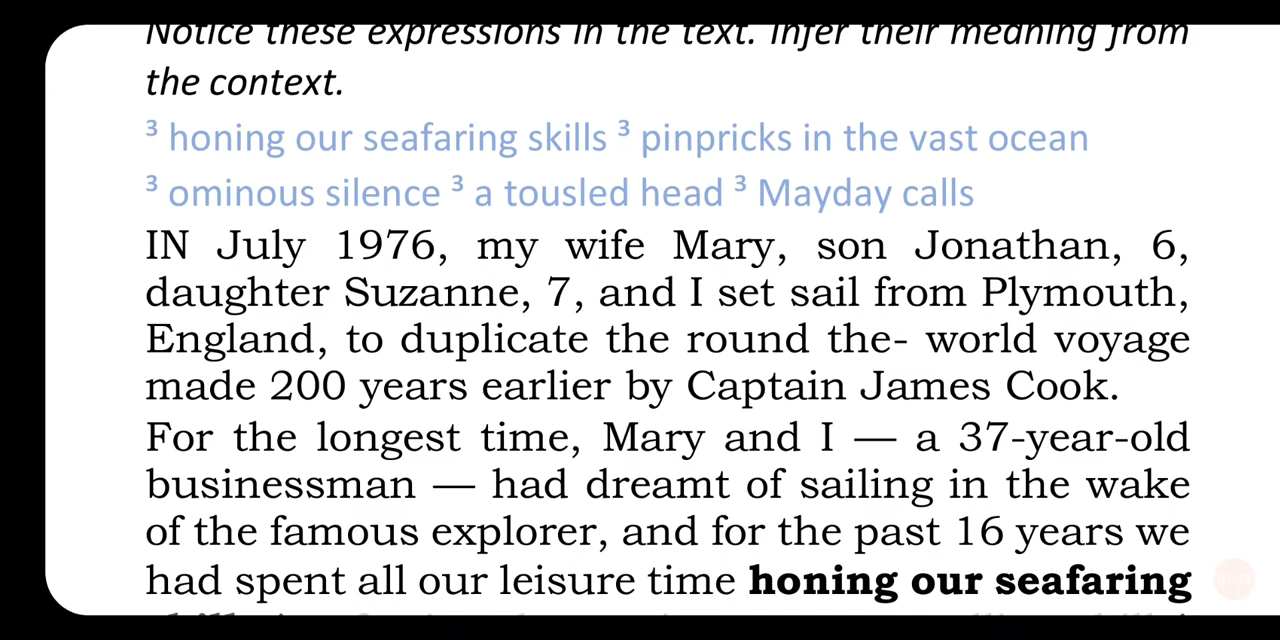 Notice these expressions in the text. Infer their meaning from
the context.
³ honing our seafaring skills ³ pinpricks in the vast ocean
³ ominous silence ³ a tousled head ³ Mayday calls
IN July 1976, my wife Mary, son Jonathan, 6,
daughter Suzanne, 7, and I set sail from Plymouth,
England, to duplicate the round the- world voyage
made 200 years earlier by Captain James Cook.
For the longest time, Mary and I — a 37-year-old
businessman — had dreamt of sailing in the wake
of the famous explorer, and for the past 16 years we
had spent all our leisure time honing our seafaring